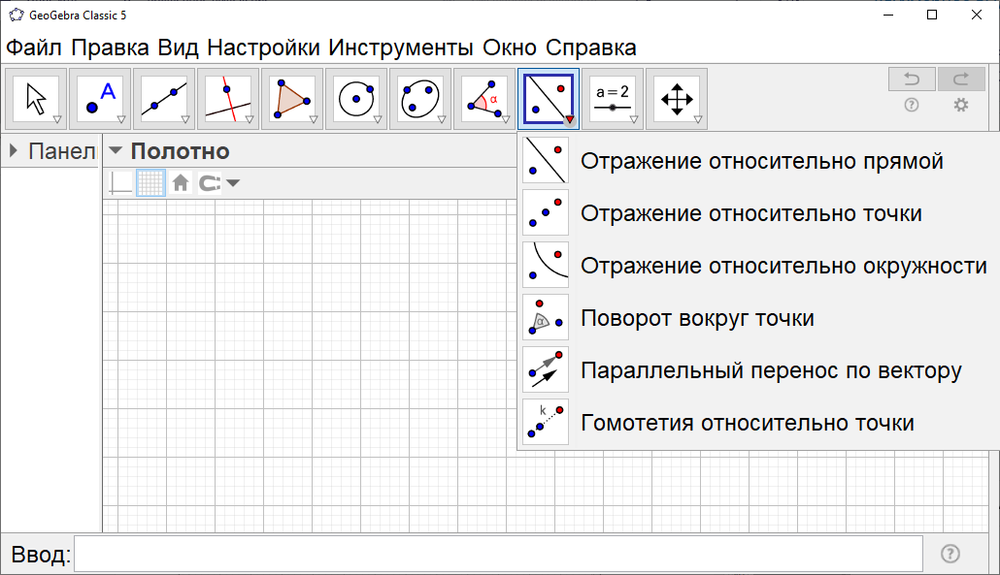 GeoGebra Classic 5
Файл Правка Вид Настройки Инструменты Окно Справка
A
α
a=2
Панел
Полотно
Отражение относительно прямой
Отражение относительно точки
Отражение относительно окружности
α
Поворот вокруг точки
Параллельный перенос по вектору
k
Гомотетия относительно точки
Ввод: